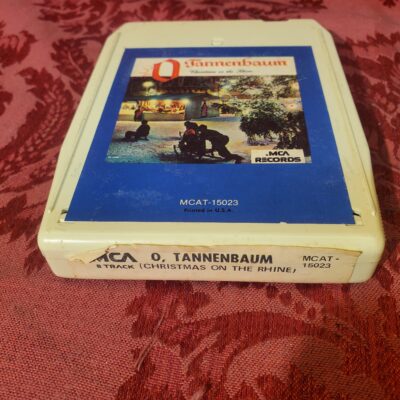 O Tannenbaum
Christmas on the Rhine
MCA RECORDS
MCAT-15023
Printed in U.S.A.
MCA O, TANNENBAUM MCAT-
8 TRACK (CHRISTMAS ON THE RHINE) 15023